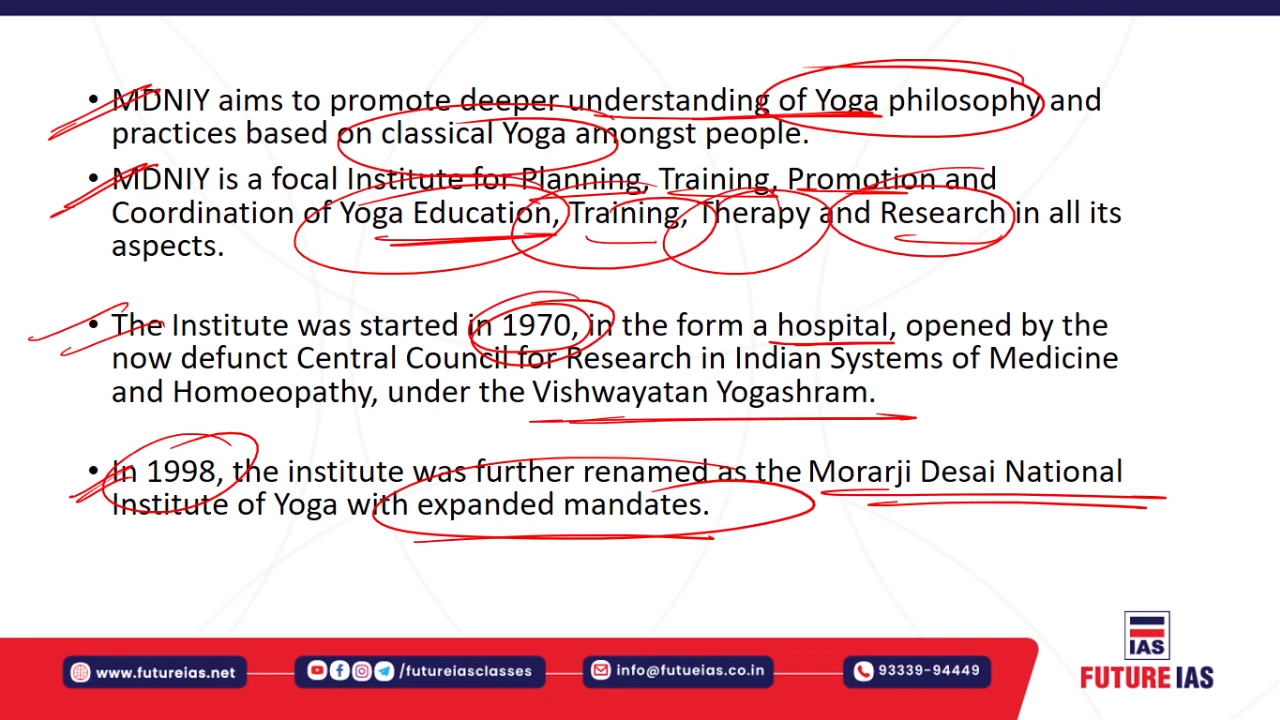 • MDNIY aims to promote deeper understanding of Yoga philosophy and
practices based on classical Yoga amongst people.
• MDNIY is a focal Institute for Planning, Training, Promotion and
Coordination of Yoga Education, Training, Therapy and Research in all its
aspects.
• The Institute was started in 1970, in the form a hospital, opened by the
now defunct Central Council for Research in Indian Systems of Medicine
and Homoeopathy, under the Vishwayatan Yogashram.
• In 1998, the institute was further renamed as the Morarji Desai National
Institute of Yoga with expanded mandates.
IAS
FUTURE IAS
www.futureias.net
/futureiasclasses
info@futueias.co.in
93339-94449